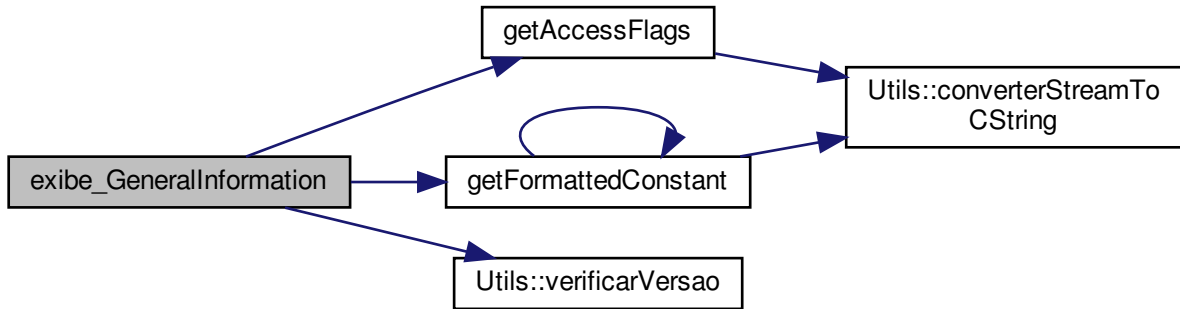 getAccessFlags
Utils::converterStreamTo
CString
exibe_GeneralInformation
getFormattedConstant
Utils::verificarVersao